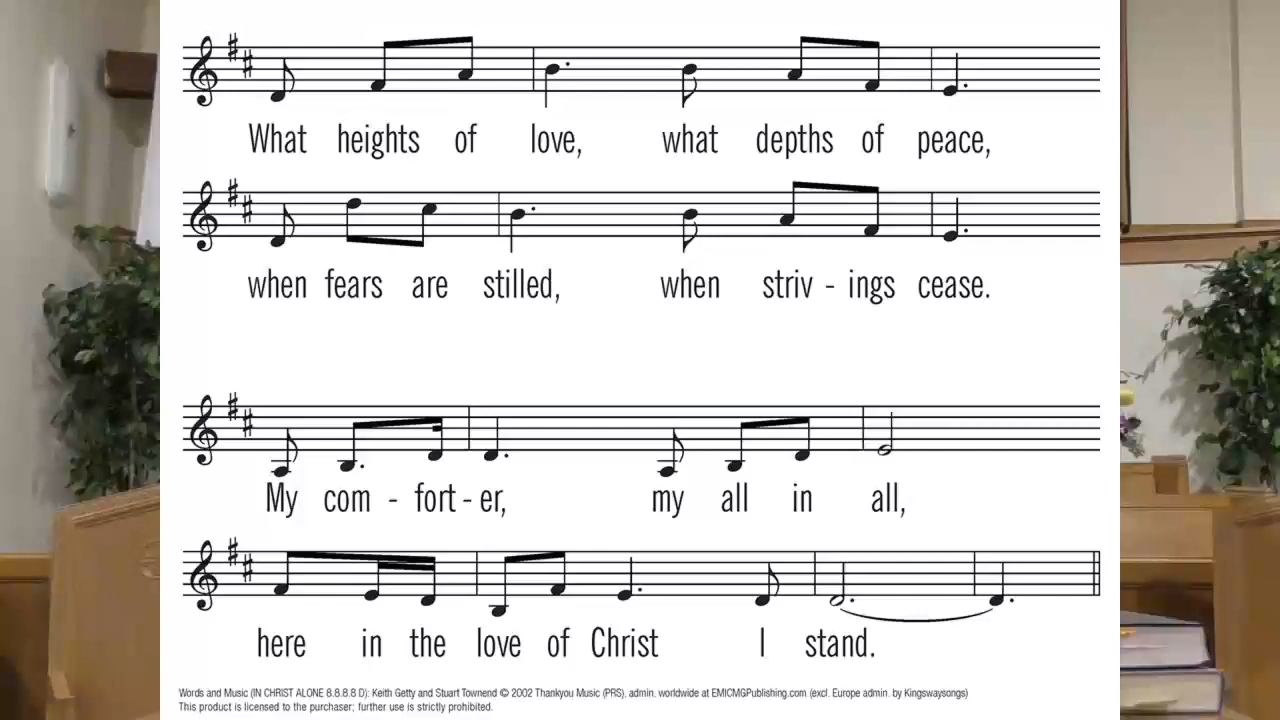 What heights of love, what depths of peace,
when fears are stilled, when striv - ings cease.
My com - fort - er, my all in all,
here in the love of Christ I stand.
Words and Music (IN CHRIST ALONE 8.8.8.8 D): Keith Getty and Stuart Townend © 2002 Thankyou Music (PRS), admin. worldwide at EMICMGPublishing.com (excl. Europe admin. by Kingswaysongs)
This product is licensed to the purchaser; further use is strictly prohibited.